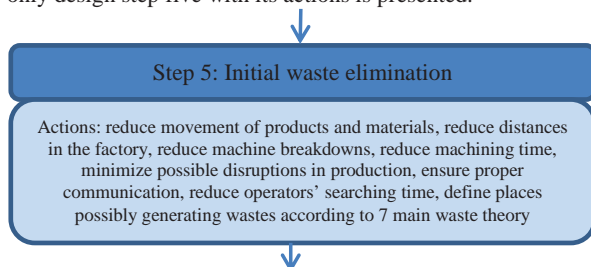 only design step five with its actions is presented.
Step 5: Initial waste elimination
Actions: reduce movement of products and materials, reduce distances
in the factory, reduce machine breakdowns, reduce machining time,
minimize possible disruptions in production, ensure proper
communication, reduce operators’ searching time, define places
possibly generating wastes according to 7 main waste theory